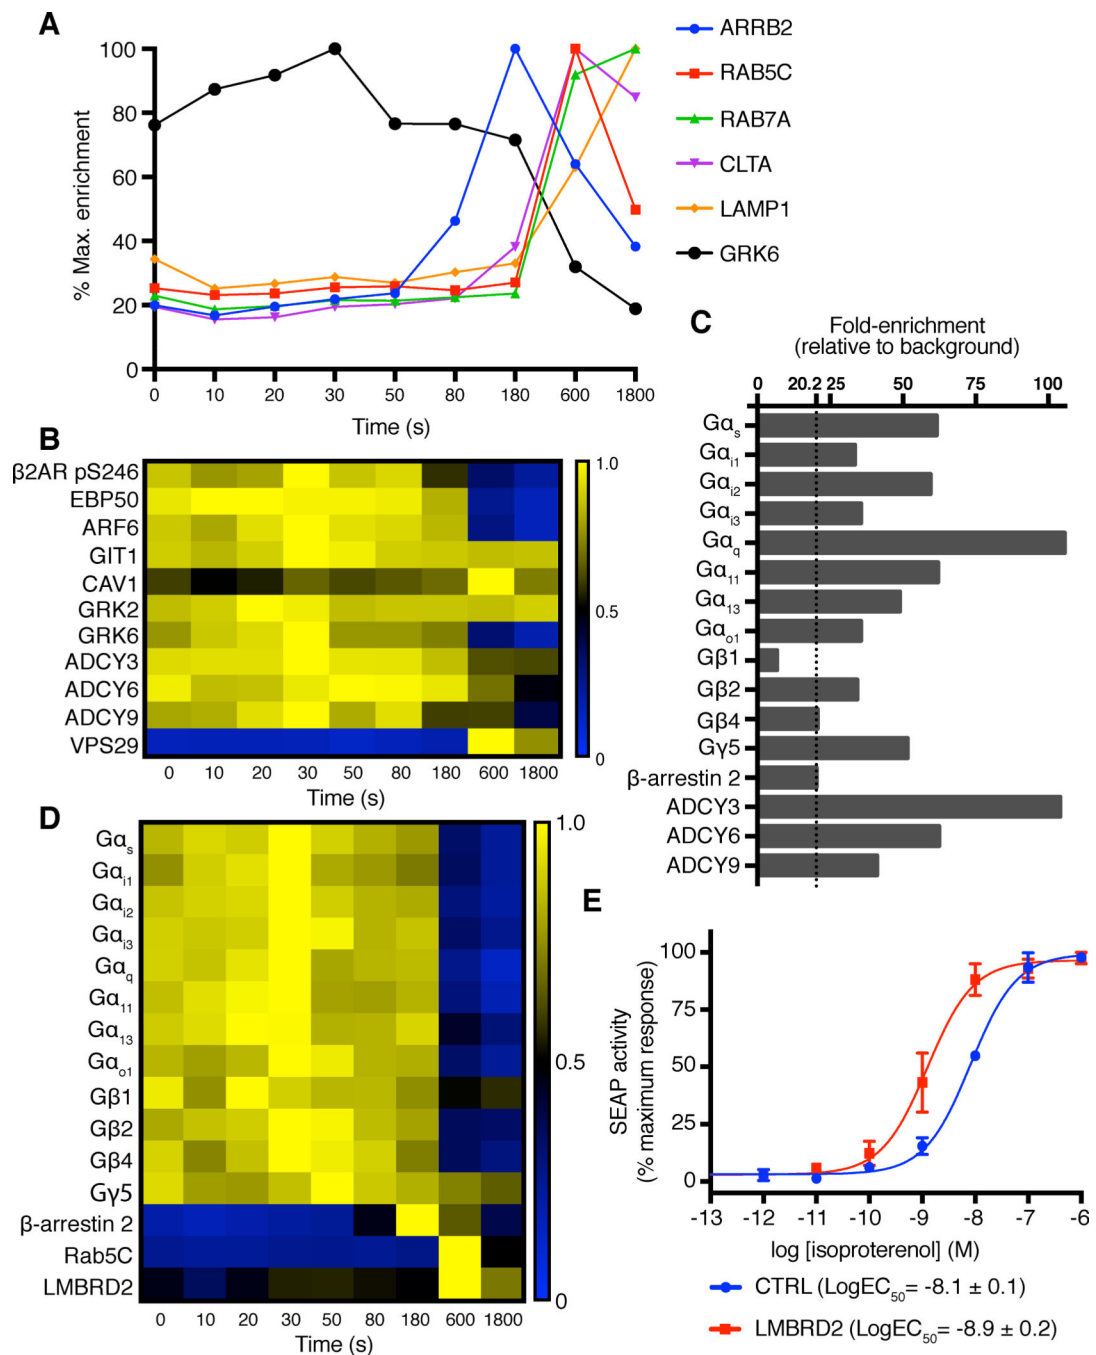 A
100
80
60
40
20
0
% Max. enrichment
0 10 20 30 50 80 180 600 1800
Time (s)
ARRB2
RAB5C
RAB7A
CLTA
LAMP1
GRK6
B
β2AR pS246
EBP50
ARF6
GIT1
CAV1
GRK2
GRK6
ADCY3
ADCY6
ADCY9
VPS29
0 10 20 30 50 80 180 600 1800
Time (s)
1.0
0.5
0
C
Fold-enrichment
(relative to background)
0 20.2 25 50 75 100
Gαs
Gαi1
Gαi2
Gαi3
Gαq
Gα11
Gα13
Gαo1
Gβ1
Gβ2
Gβ4
Gγ5
β-arrestin 2
ADCY3
ADCY6
ADCY9
D
Gαs
Gαi1
Gαi2
Gαi3
Gαq
Gα11
Gα13
Gαo1
Gβ1
Gβ2
Gβ4
Gγ5
β-arrestin 2
Rab5C
LMBRD2
0 10 20 30 50 80 180 600 1800
Time (s)
1.0
0.5
0
E
100
75
50
25
0
SEAP activity
(% maximum response)
-13 -12 -11 -10 -9 -8 -7 -6
log [isoproterenol] (M)
CTRL (LogEC50= -8.1 ± 0.1)
LMBRD2 (LogEC50= -8.9 ± 0.2)